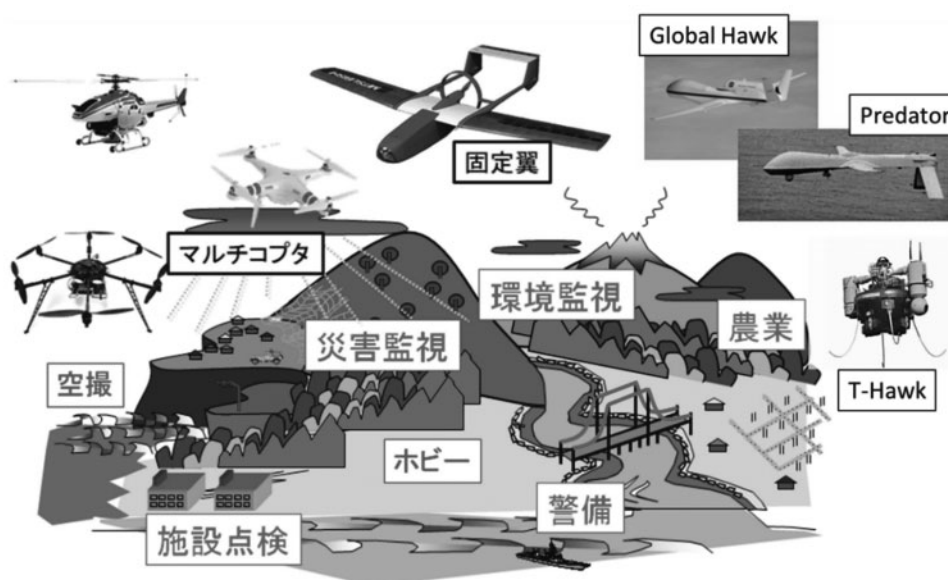 Global Hawk
Predator
固定翼
マルチコプタ
環境監視
農業
災害監視
T-Hawk
空撮
ホビー
警備
施設点検